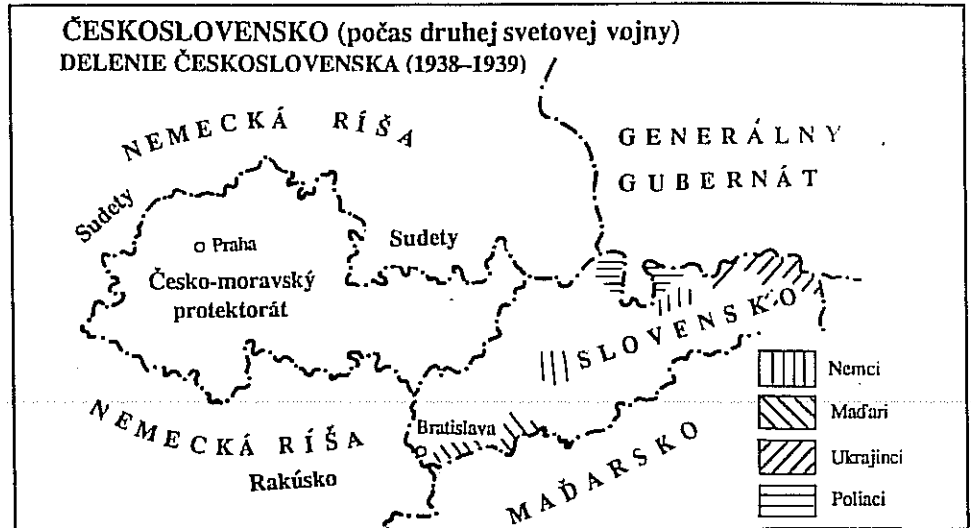 ČESKOSLOVENSKO (počas druhej svetovej vojny)
DELENIE ČESKOSLOVENSKA (1938–1939)
NEMECKÁ RÍŠA
GENERÁLNY
GUBERNÁT
Sudety
Praha
Sudety
Česko-moravský
protektorát
SLOVENSKO
Nemci
NEMECKÁ RÍŠA
Bratislava
Maďari
Rakúsko
MAĎARSKO
Ukrajinci
Poliaci